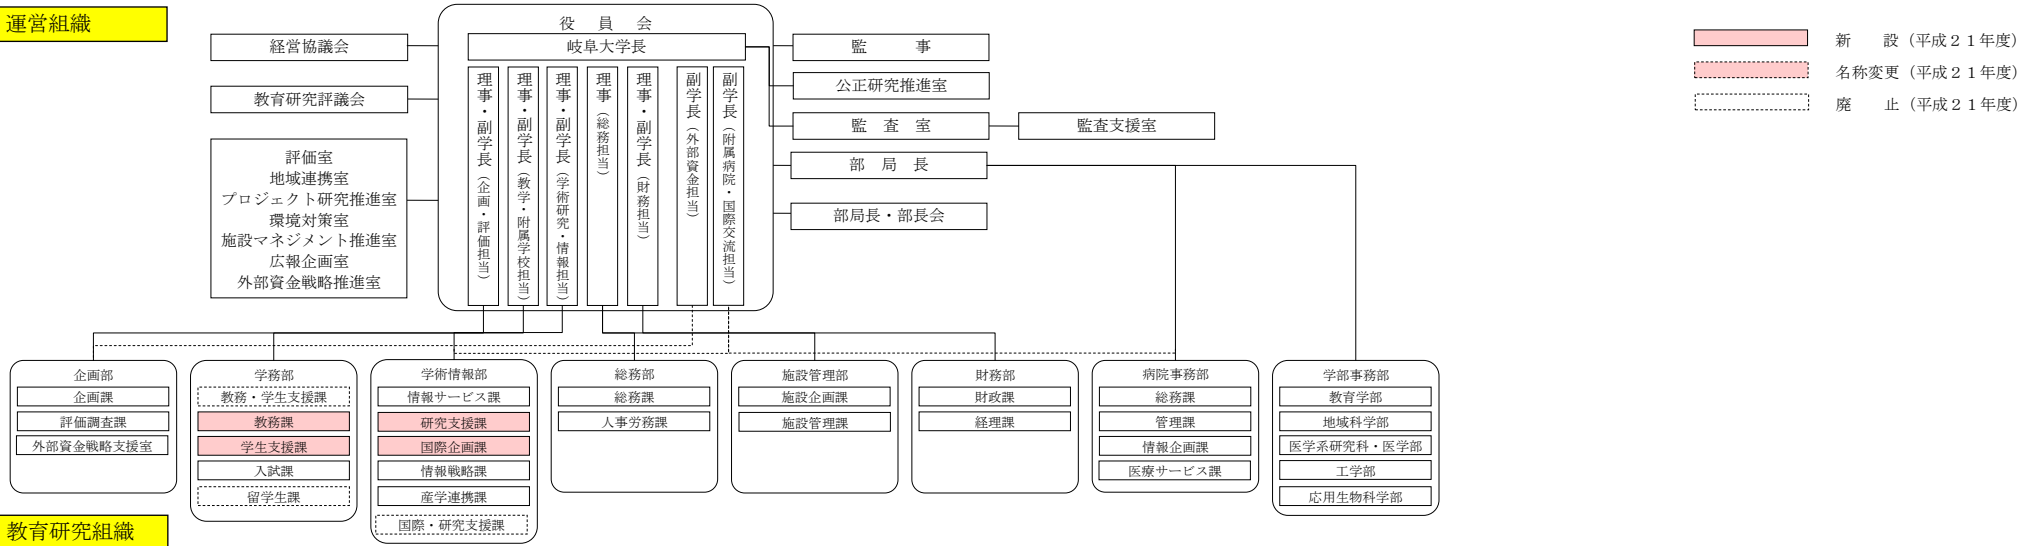 運営組織
役　員　会
岐阜大学長
理事・副学長（企画・評価担当）
理事・副学長（教学・附属学校担当）
理事・副学長（学術研究・情報担当）
理事（総務担当）
理事・副学長（財務担当）
副学長（外部資金担当）
副学長（附属病院・国際交流担当）
経営協議会
教育研究評議会
評価室
地域連携室
プロジェクト研究推進室
環境対策室
施設マネジメント推進室
広報企画室
外部資金戦略推進室
監　　事
公正研究推進室
監　査　室
監査支援室
部　局　長
部局長・部長会
新　　設（平成２１年度）
名称変更（平成２１年度）
廃　　止（平成２１年度）
企画部
企画課
評価調査課
外部資金戦略支援室
学務部
教務・学生支援課
教務課
学生支援課
入試課
留学生課
学術情報部
情報サービス課
研究支援課
国際企画課
情報戦略課
産学連携課
国際・研究支援課
総務部
総務課
人事労務課
施設管理部
施設企画課
施設管理課
財務部
財政課
経理課
病院事務部
総務課
管理課
情報企画課
医療サービス課
学部事務部
教育学部
地域科学部
医学系研究科・医学部
工学部
応用生物科学部
教育研究組織